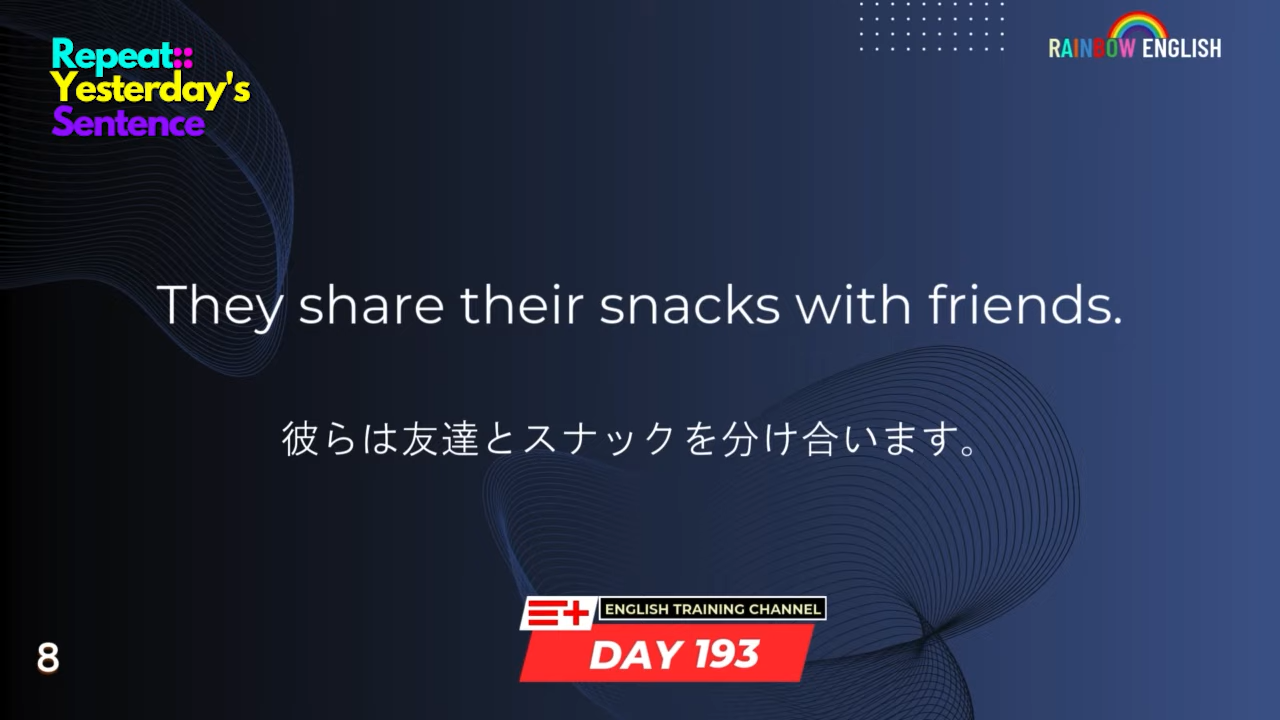 Repeat::
Yesterday's
Sentence
RAINBOW ENGLISH
They share their snacks with friends.
彼らは友達とスナックを分け合います。
ENGLISH TRAINING CHANNEL
DAY 193
8